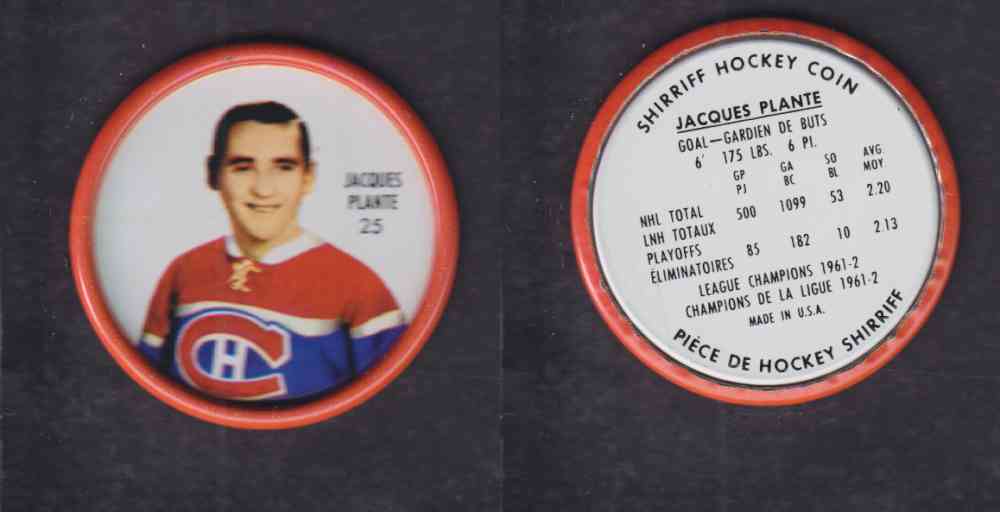 JACQUES
PLANTE
25
CH
SHIRRIFF HOCKEY COIN
JACQUES PLANTE
GOAL—GARDIEN DE BUTS
6' 175 LBS. 6 PI.
GP GA SO AVG.
PJ BC BL MOY
NHL TOTAL 500 1099 53 2.20
LNH TOTAUX
PLAYOFFS 85 182 10 2.13
ÉLIMINATOIRES
LEAGUE CHAMPIONS 1961-2
CHAMPIONS DE LA LIGUE 1961-2
MADE IN U.S.A.
PIÈCE DE HOCKEY SHIRRIFF